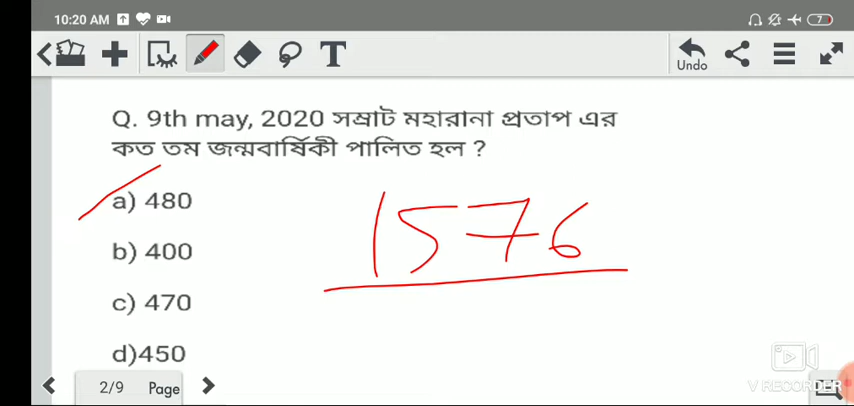 10:20 AM
7
T
Undo
Q. 9th may, 2020 সম্রাট মহারানা প্রতাপ এর
কত তম জন্মবার্ষিকী পালিত হল ?
a) 480
1576
b) 400
c) 470
d)450
2/9 Page
V RECORDER